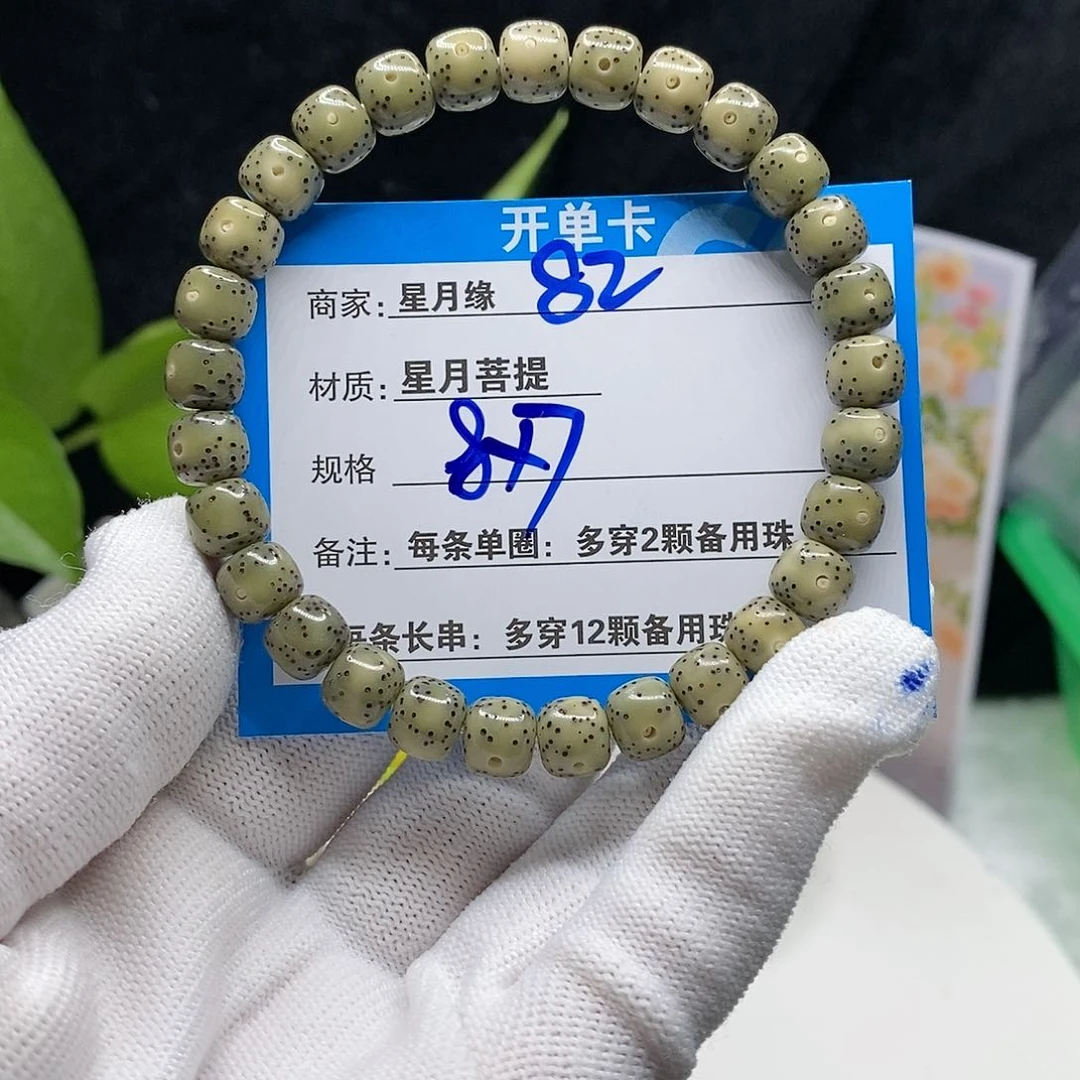 开单卡
商家: 星月缘 82
材质: 星月菩提
规格 8×7
备注: 每条单圈: 多穿2颗备用珠
每条长串: 多穿12颗备用珠